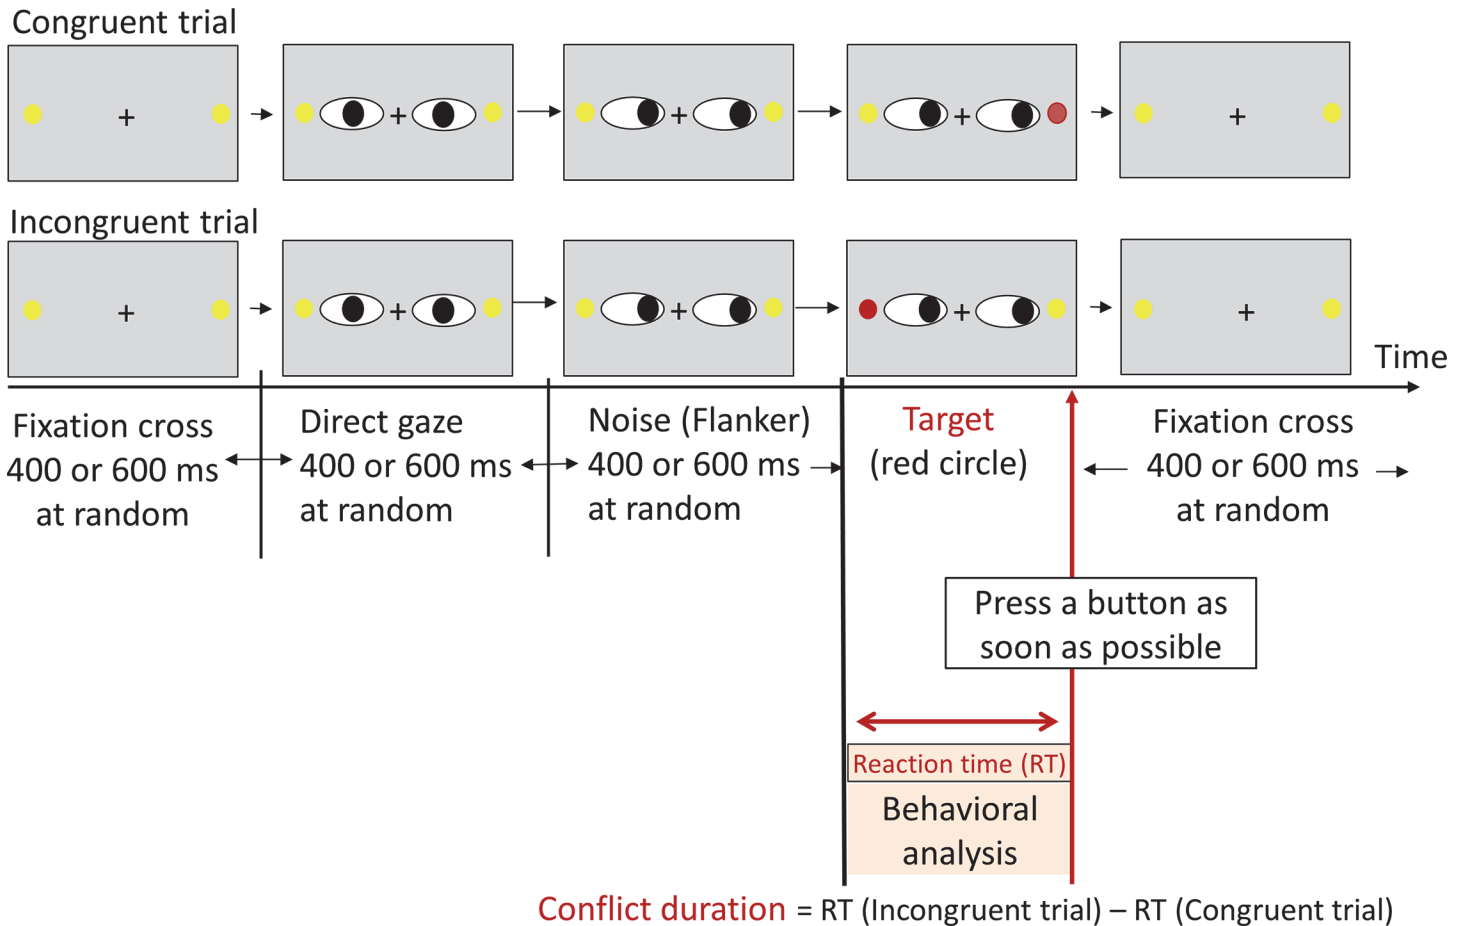 Congruent trial
Incongruent trial
Time
Fixation cross
400 or 600 ms
at random
Direct gaze
400 or 600 ms
at random
Noise (Flanker)
400 or 600 ms
at random
Target
(red circle)
Fixation cross
400 or 600 ms
at random
Press a button as
soon as possible
Reaction time (RT)
Behavioral
analysis
Conflict duration = RT (Incongruent trial) – RT (Congruent trial)